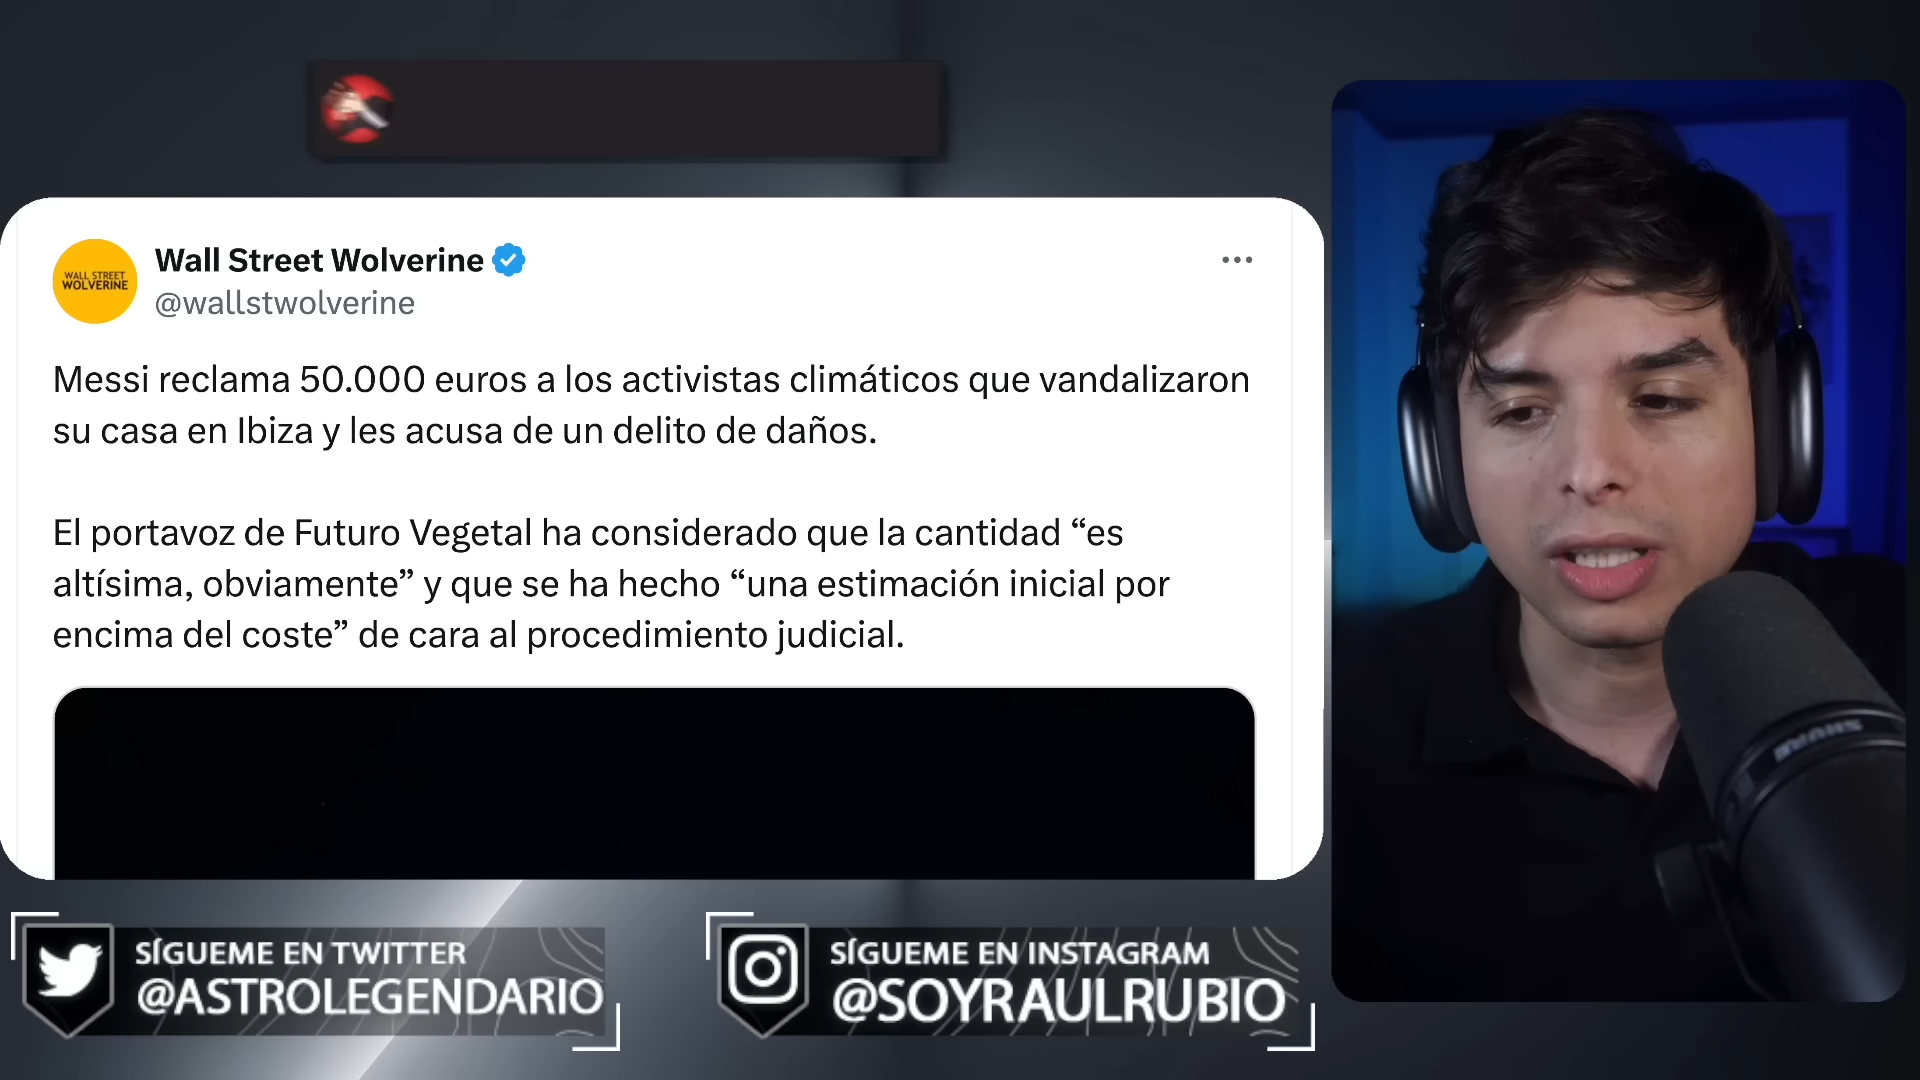 WALL STREET
WOLVERINE
Wall Street Wolverine
@wallstwolverine
Messi reclama 50.000 euros a los activistas climáticos que vandalizaron
su casa en Ibiza y les acusa de un delito de daños.
El portavoz de Futuro Vegetal ha considerado que la cantidad “es
altísima, obviamente” y que se ha hecho “una estimación inicial por
encima del coste” de cara al procedimiento judicial.
SHURE
SÍGUEME EN TWITTER
@ASTROLEGENDARIO
SÍGUEME EN INSTAGRAM
@SOYRAULRUBIO